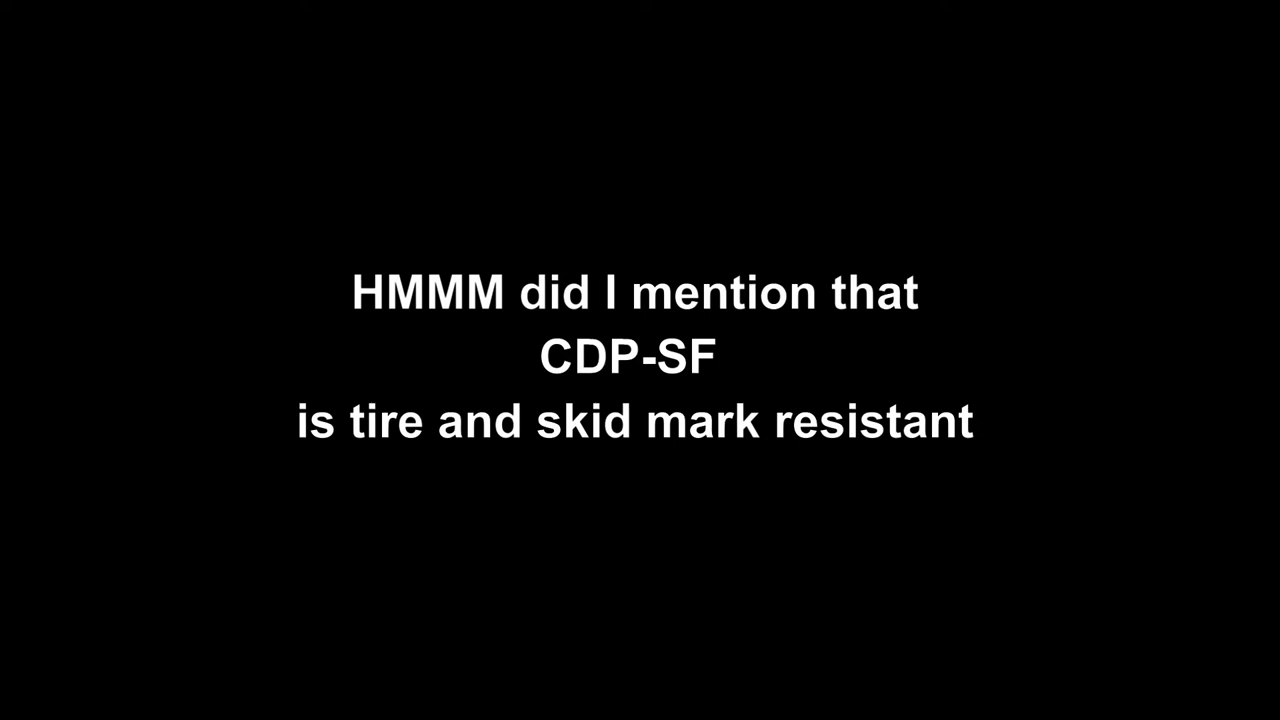 HMMM did I mention that
CDP-SF
is tire and skid mark resistant